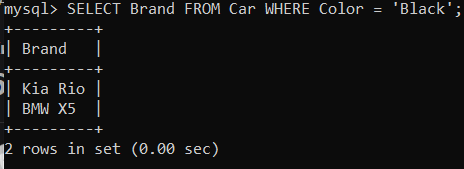 mysql> SELECT Brand FROM Car WHERE Color = 'Black';
+---------+
| Brand   |
+---------+
| Kia Rio |
| BMW X5  |
+---------+
2 rows in set (0.00 sec)